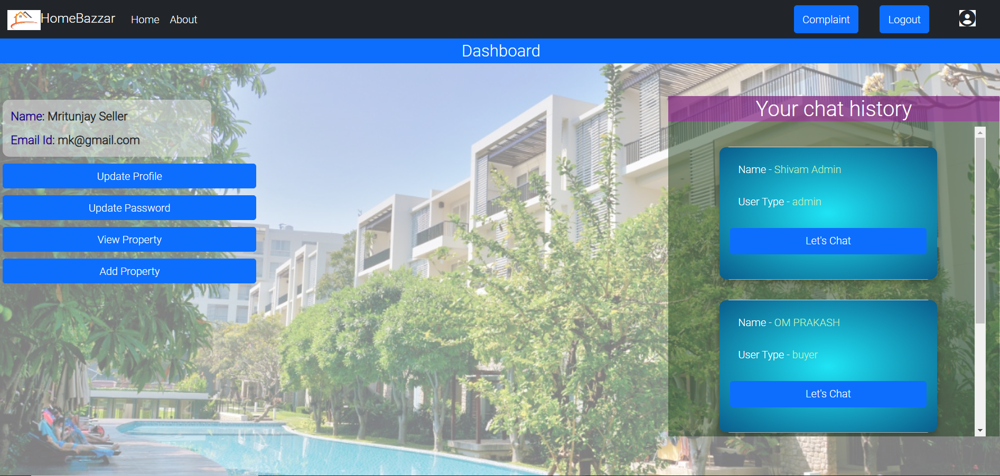 HomeBazzar Home About Complaint Logout
Dashboard
Name: Mritunjay Seller
Email Id: mk@gmail.com
Update Profile
Update Password
View Property
Add Property
Your chat history
Name - Shivam Admin
User Type - admin
Let's Chat
Name - OM PRAKASH
User Type - buyer
Let's Chat